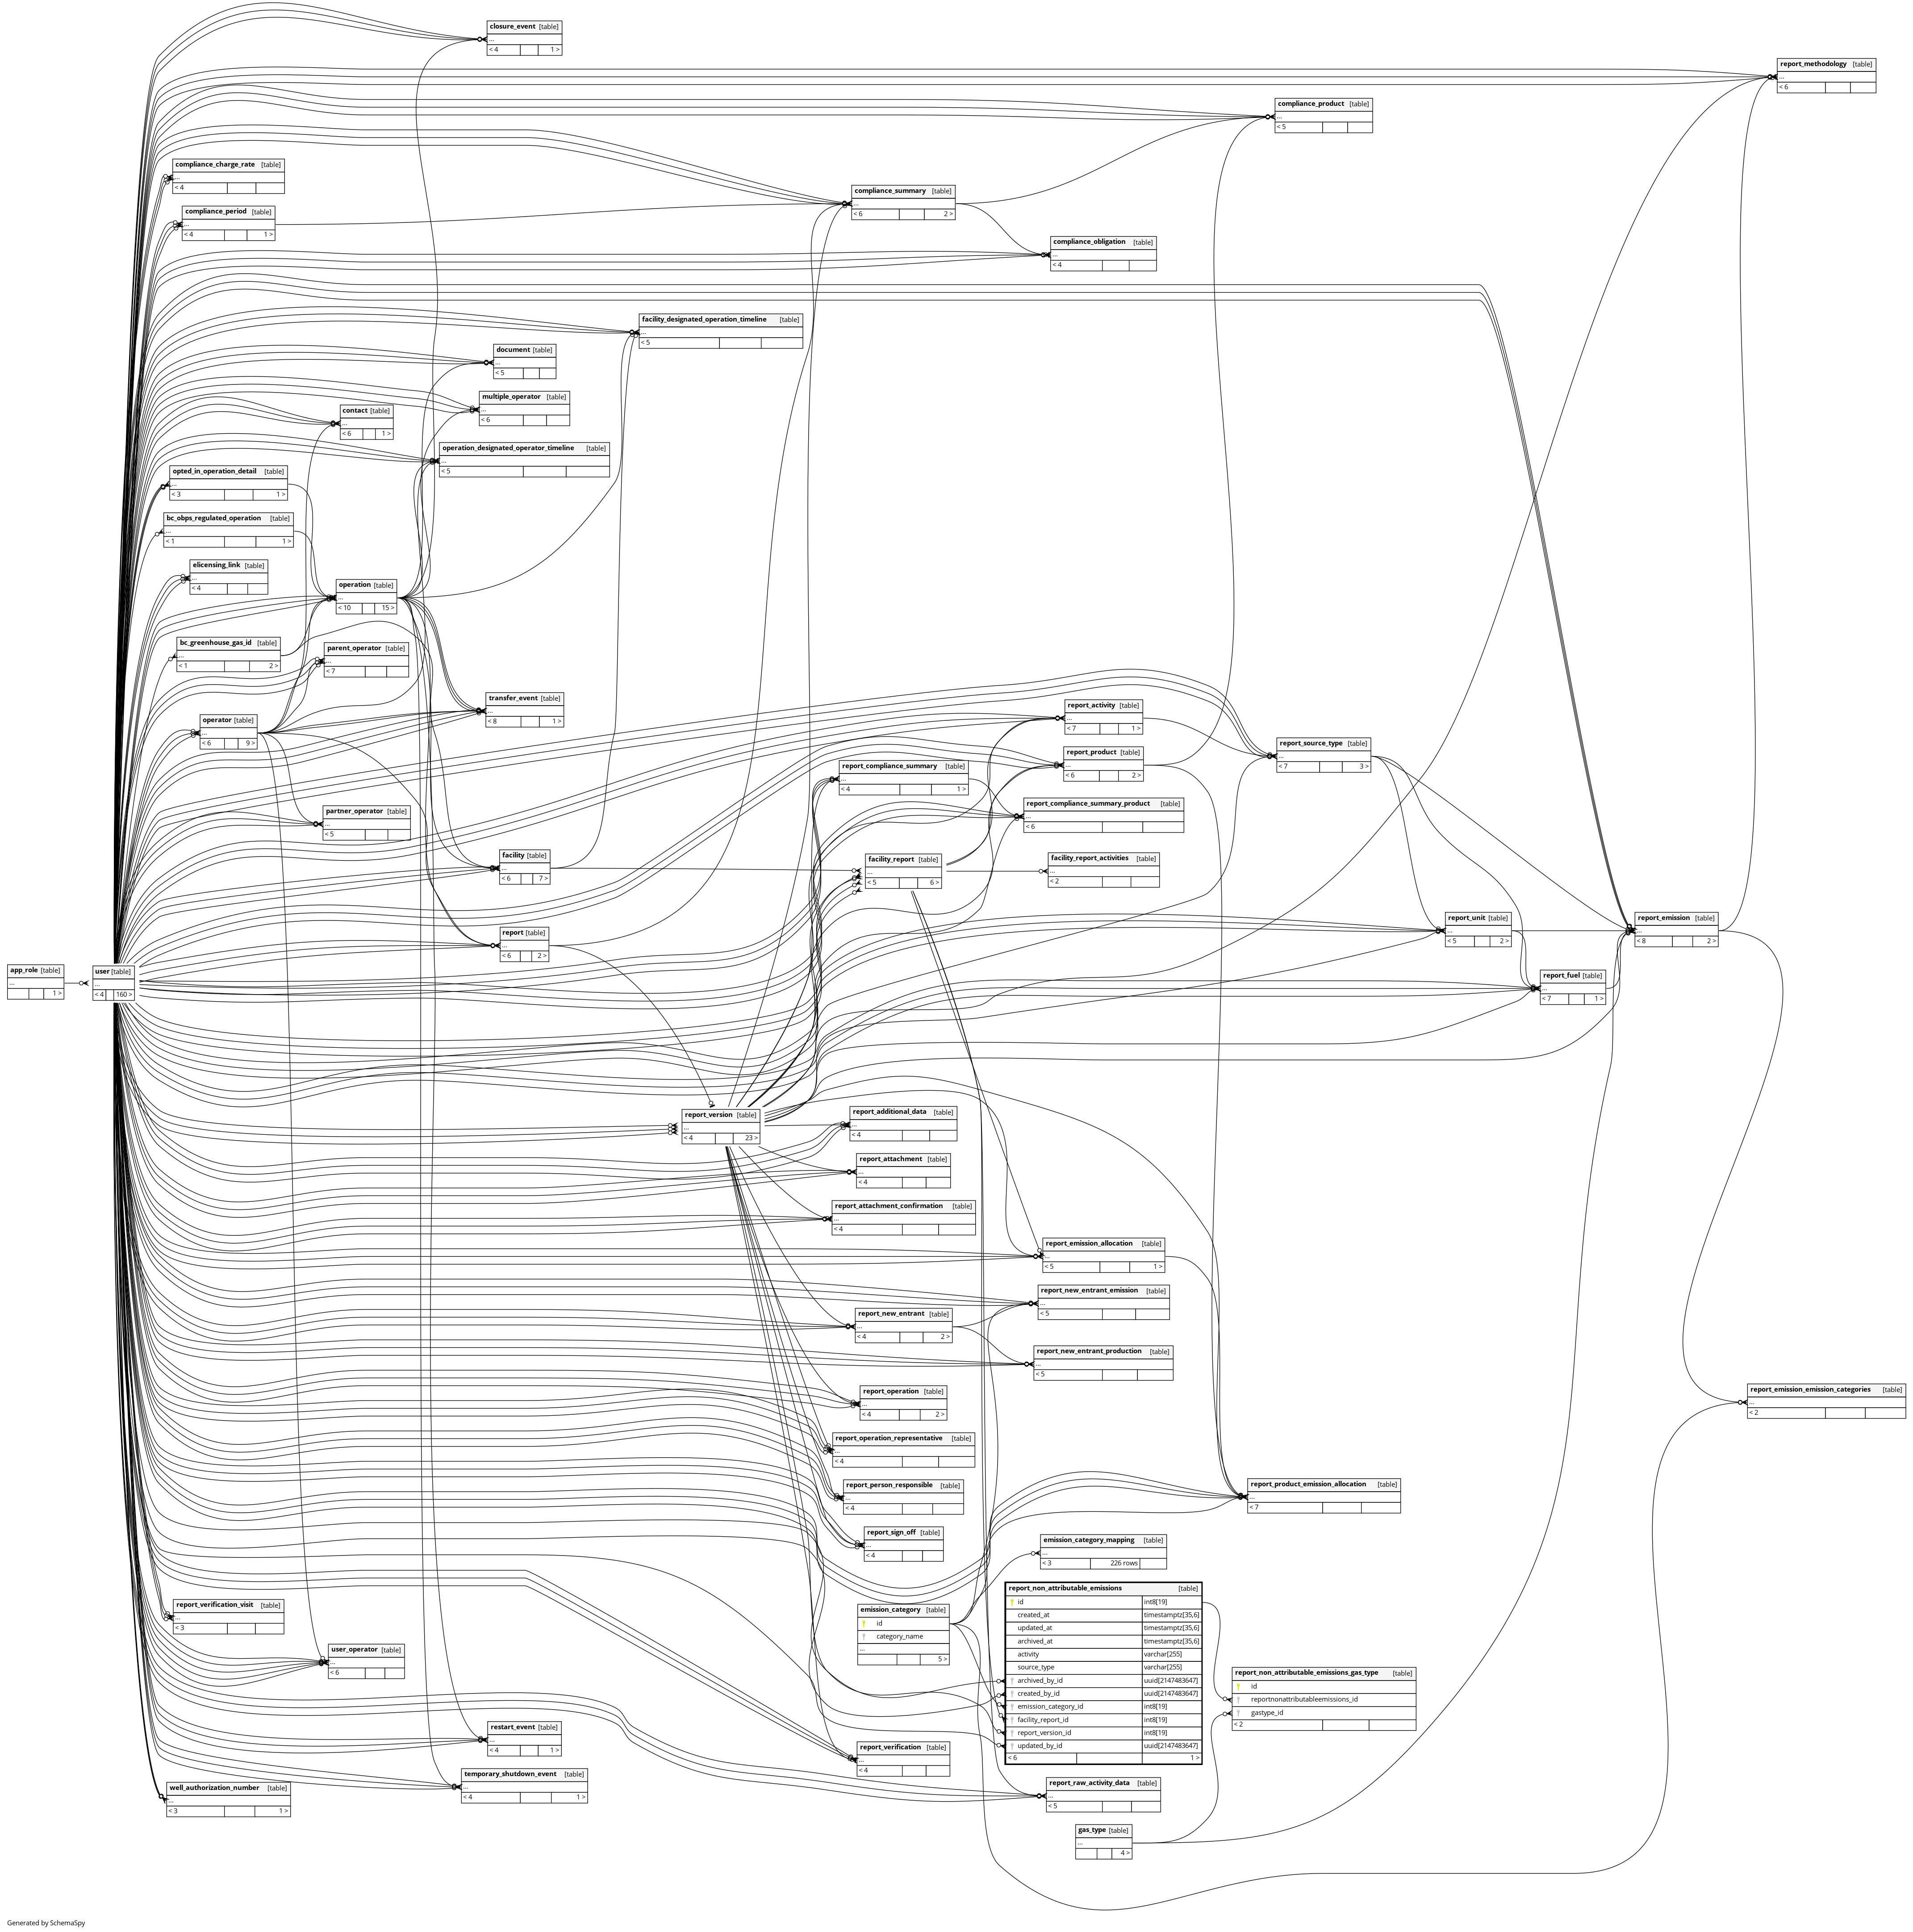 closure_event [table]
...
< 4 1 >
report_methodology [table]
...
< 6
compliance_product [table]
...
< 5
compliance_charge_rate [table]
...
< 4
compliance_summary [table]
...
< 6 2 >
compliance_period [table]
...
< 4 1 >
compliance_obligation [table]
...
< 4
facility_designated_operation_timeline [table]
...
< 5
document [table]
...
< 5
multiple_operator [table]
...
< 6
contact [table]
...
< 6 1 >
operation_designated_operator_timeline [table]
...
< 5
opted_in_operation_detail [table]
...
< 3 1 >
bc_obps_regulated_operation [table]
...
< 1 1 >
elicensing_link [table]
...
< 4
operation [table]
...
< 10 15 >
bc_greenhouse_gas_id [table]
...
< 1 2 >
parent_operator [table]
...
< 7
transfer_event [table]
...
< 8 1 >
operator [table]
...
< 6 9 >
report_activity [table]
...
< 7 1 >
report_source_type [table]
...
< 7 3 >
report_product [table]
...
< 6 2 >
report_compliance_summary [table]
...
< 4 1 >
report_compliance_summary_product [table]
...
< 6
partner_operator [table]
...
< 5
facility [table]
...
< 6 7 >
facility_report [table]
...
< 5 6 >
facility_report_activities [table]
...
< 2
report_unit [table]
...
< 5 2 >
report_emission [table]
...
< 8 2 >
report [table]
...
< 6 2 >
app_role [table]
...
1 >
user [table]
...
< 4 160 >
report_fuel [table]
...
< 7 1 >
report_version [table]
...
< 4 23 >
report_additional_data [table]
...
< 4
report_attachment [table]
...
< 4
report_attachment_confirmation [table]
...
< 4
report_emission_allocation [table]
...
< 5 1 >
report_new_entrant_emission [table]
...
< 5
report_new_entrant [table]
...
< 4 2 >
report_new_entrant_production [table]
...
< 5
report_operation [table]
...
< 4 2 >
report_emission_emission_categories [table]
...
< 2
report_operation_representative [table]
...
< 4
report_person_responsible [table]
...
< 4
report_product_emission_allocation [table]
...
< 7
report_sign_off [table]
...
< 4
emission_category_mapping [table]
...
< 3 226 rows
report_non_attributable_emissions [table]
id int8[19]
created_at timestamptz[35,6]
updated_at timestamptz[35,6]
archived_at timestamptz[35,6]
activity varchar[255]
source_type varchar[255]
archived_by_id uuid[2147483647]
created_by_id uuid[2147483647]
emission_category_id int8[19]
facility_report_id int8[19]
report_version_id int8[19]
updated_by_id uuid[2147483647]
< 6 1 >
emission_category [table]
id
category_name
...
5 >
report_verification_visit [table]
...
< 3
user_operator [table]
...
< 6
report_non_attributable_emissions_gas_type [table]
id
reportnonattributableemissions_id
gastype_id
< 2
restart_event [table]
...
< 4 1 >
report_verification [table]
...
< 4
temporary_shutdown_event [table]
...
< 4 1 >
well_authorization_number [table]
...
< 3 1 >
report_raw_activity_data [table]
...
< 5
gas_type [table]
...
4 >
Generated by SchemaSpy